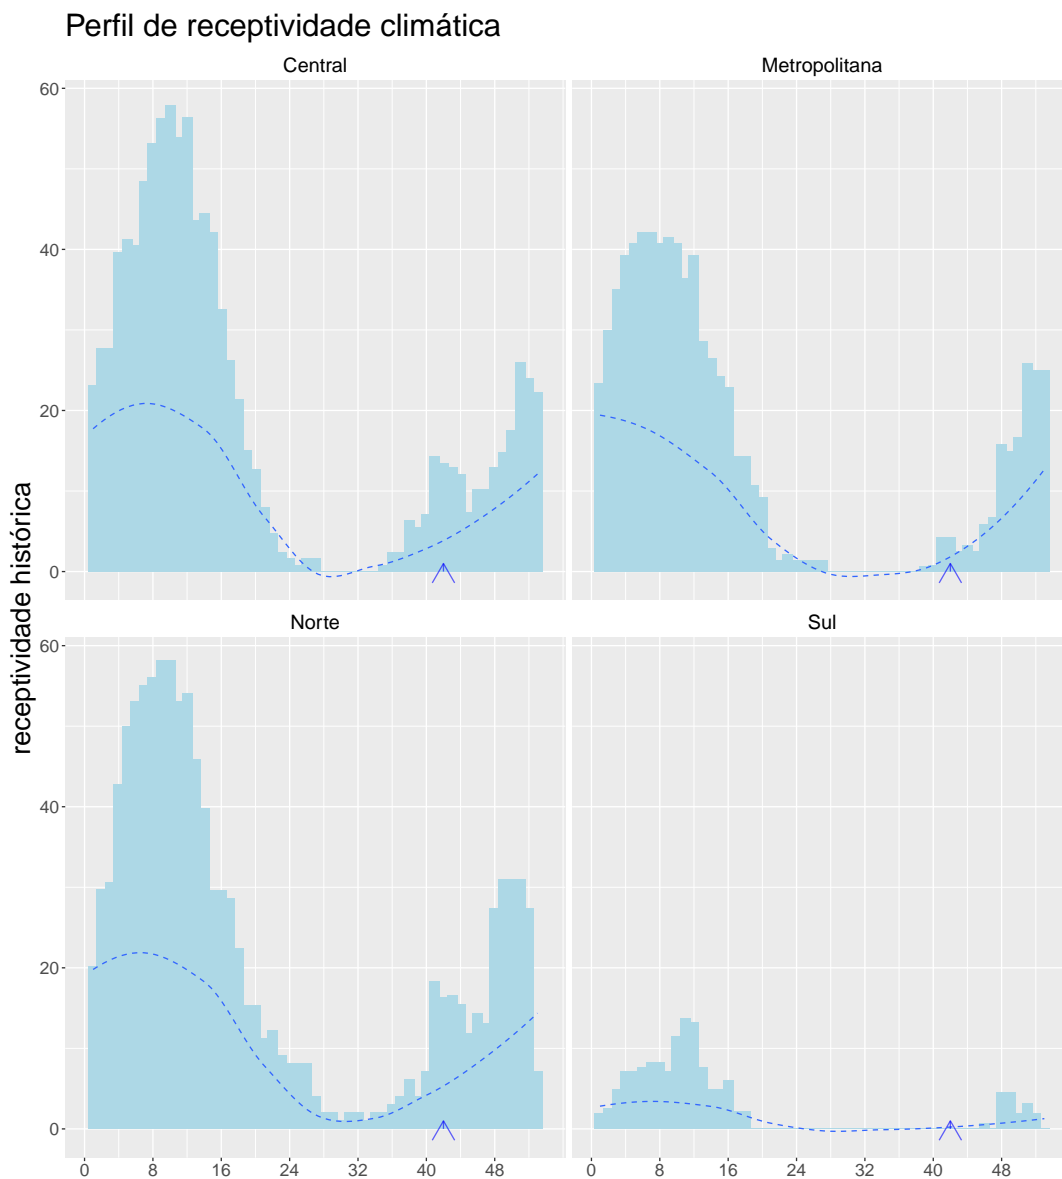 Perfil de receptividade climática
Central
Metropolitana
60
40
20
0
receptividade histórica
Norte
Sul
60
40
20
0
0 8 16 24 32 40 48
0 8 16 24 32 40 48